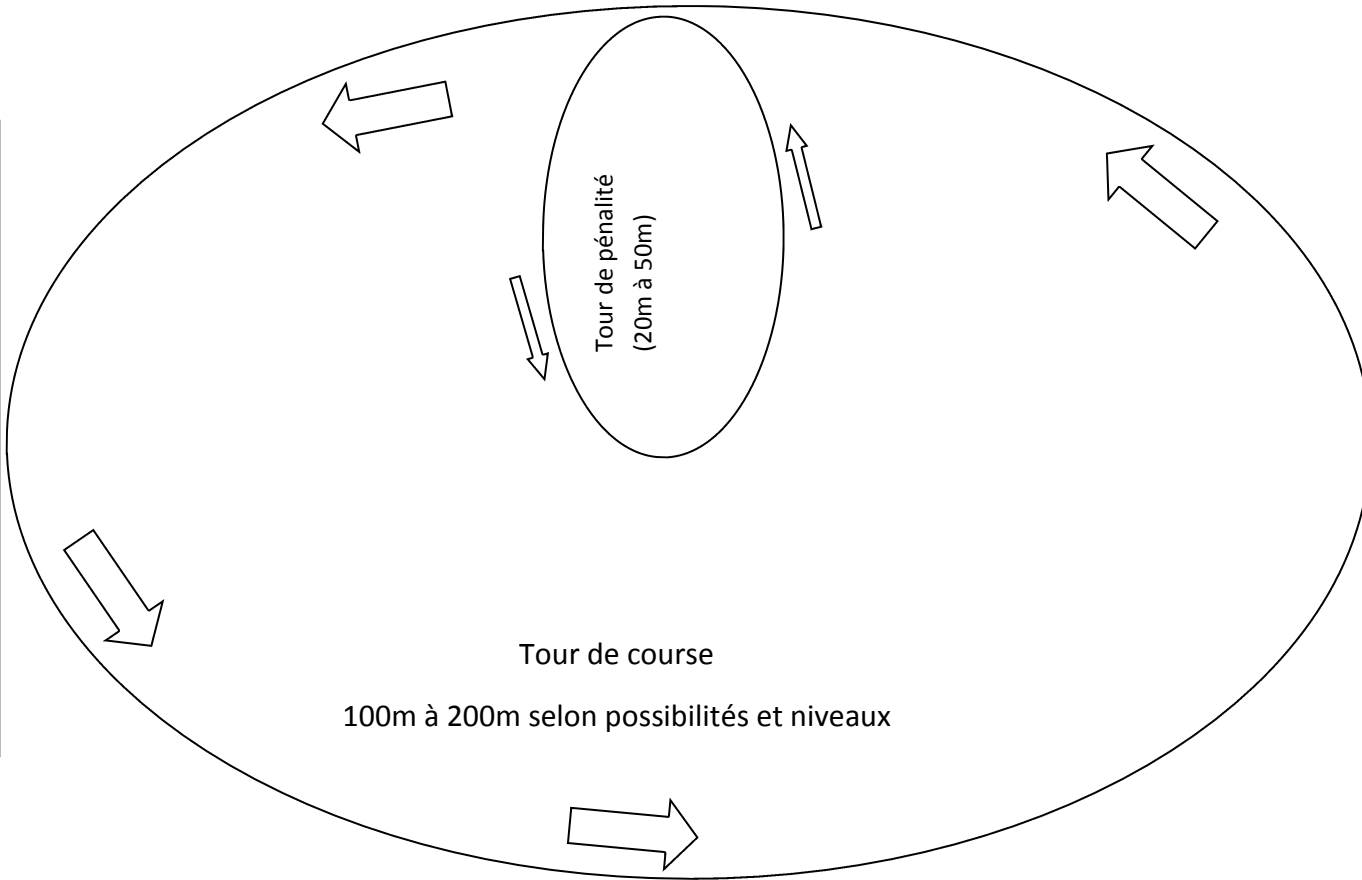 Tour de pénalité
(20m à 50m)
Tour de course
100m à 200m selon possibilités et niveaux